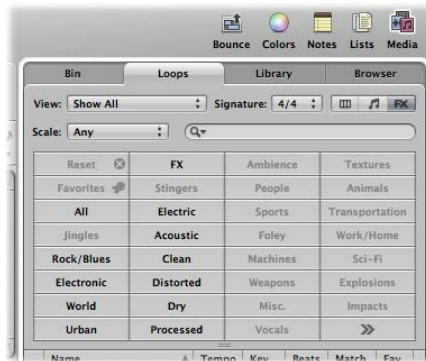 Bounce Colors Notes Lists Media
Bin Loops Library Browser
View: Show All Signature: 4/4 FX
Scale: Any
Reset FX Ambience Textures
Favorites Stingers People Animals
All Electric Sports Transportation
Jingles Acoustic Foley Work/Home
Rock/Blues Clean Machines Sci-Fi
Electronic Distorted Weapons Explosions
World Dry Misc. Impacts
Urban Processed Vocals »
Name Tempo Key Beats Match Fav